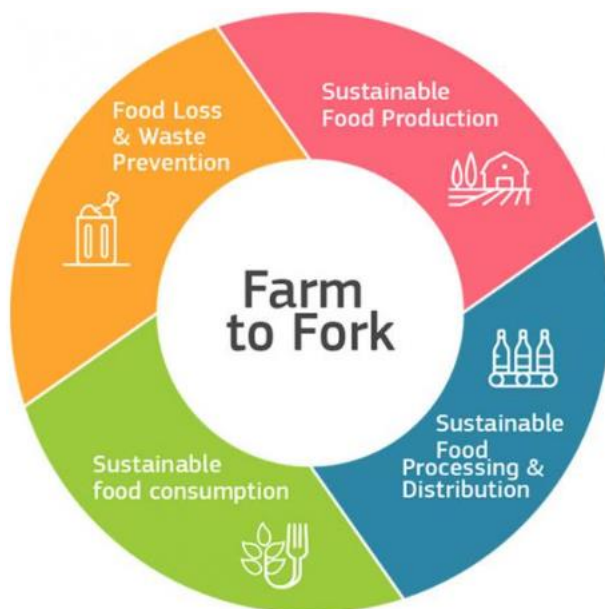 Food Loss
& Waste
Prevention
Sustainable
Food Production
Farm
to Fork
Sustainable
Food
Processing &
Distribution
Sustainable
food consumption